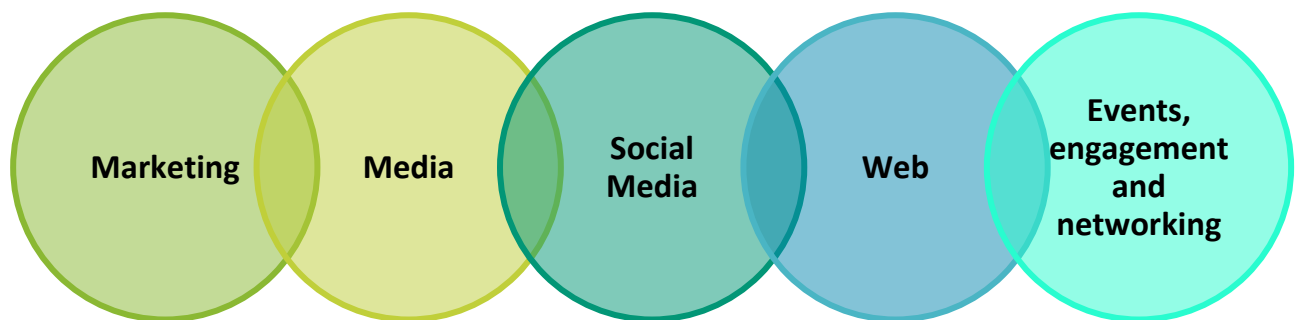 Marketing
Media
Social
Media
Web
Events,
engagement
and
networking